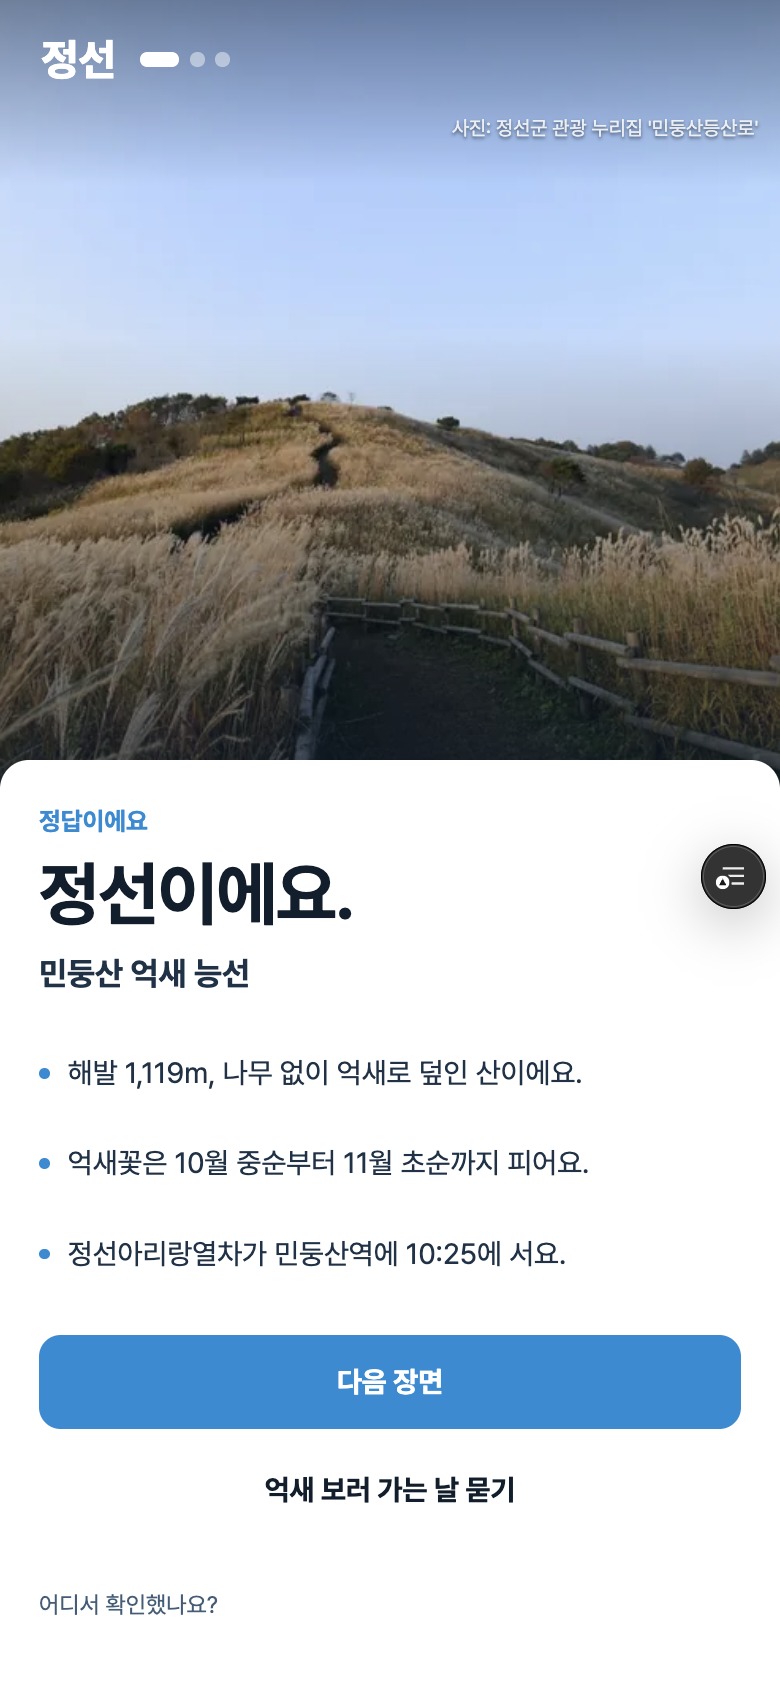 정선
사진: 정선군 관광 누리집 '민둥산등산로'
정답이에요
정선이에요.
민둥산 억새 능선
해발 1,119m, 나무 없이 억새로 덮인 산이에요.
억새꽃은 10월 중순부터 11월 초순까지 피어요.
정선아리랑열차가 민둥산역에 10:25에 서요.
다음 장면
억새 보러 가는 날 묻기
어디서 확인했나요?